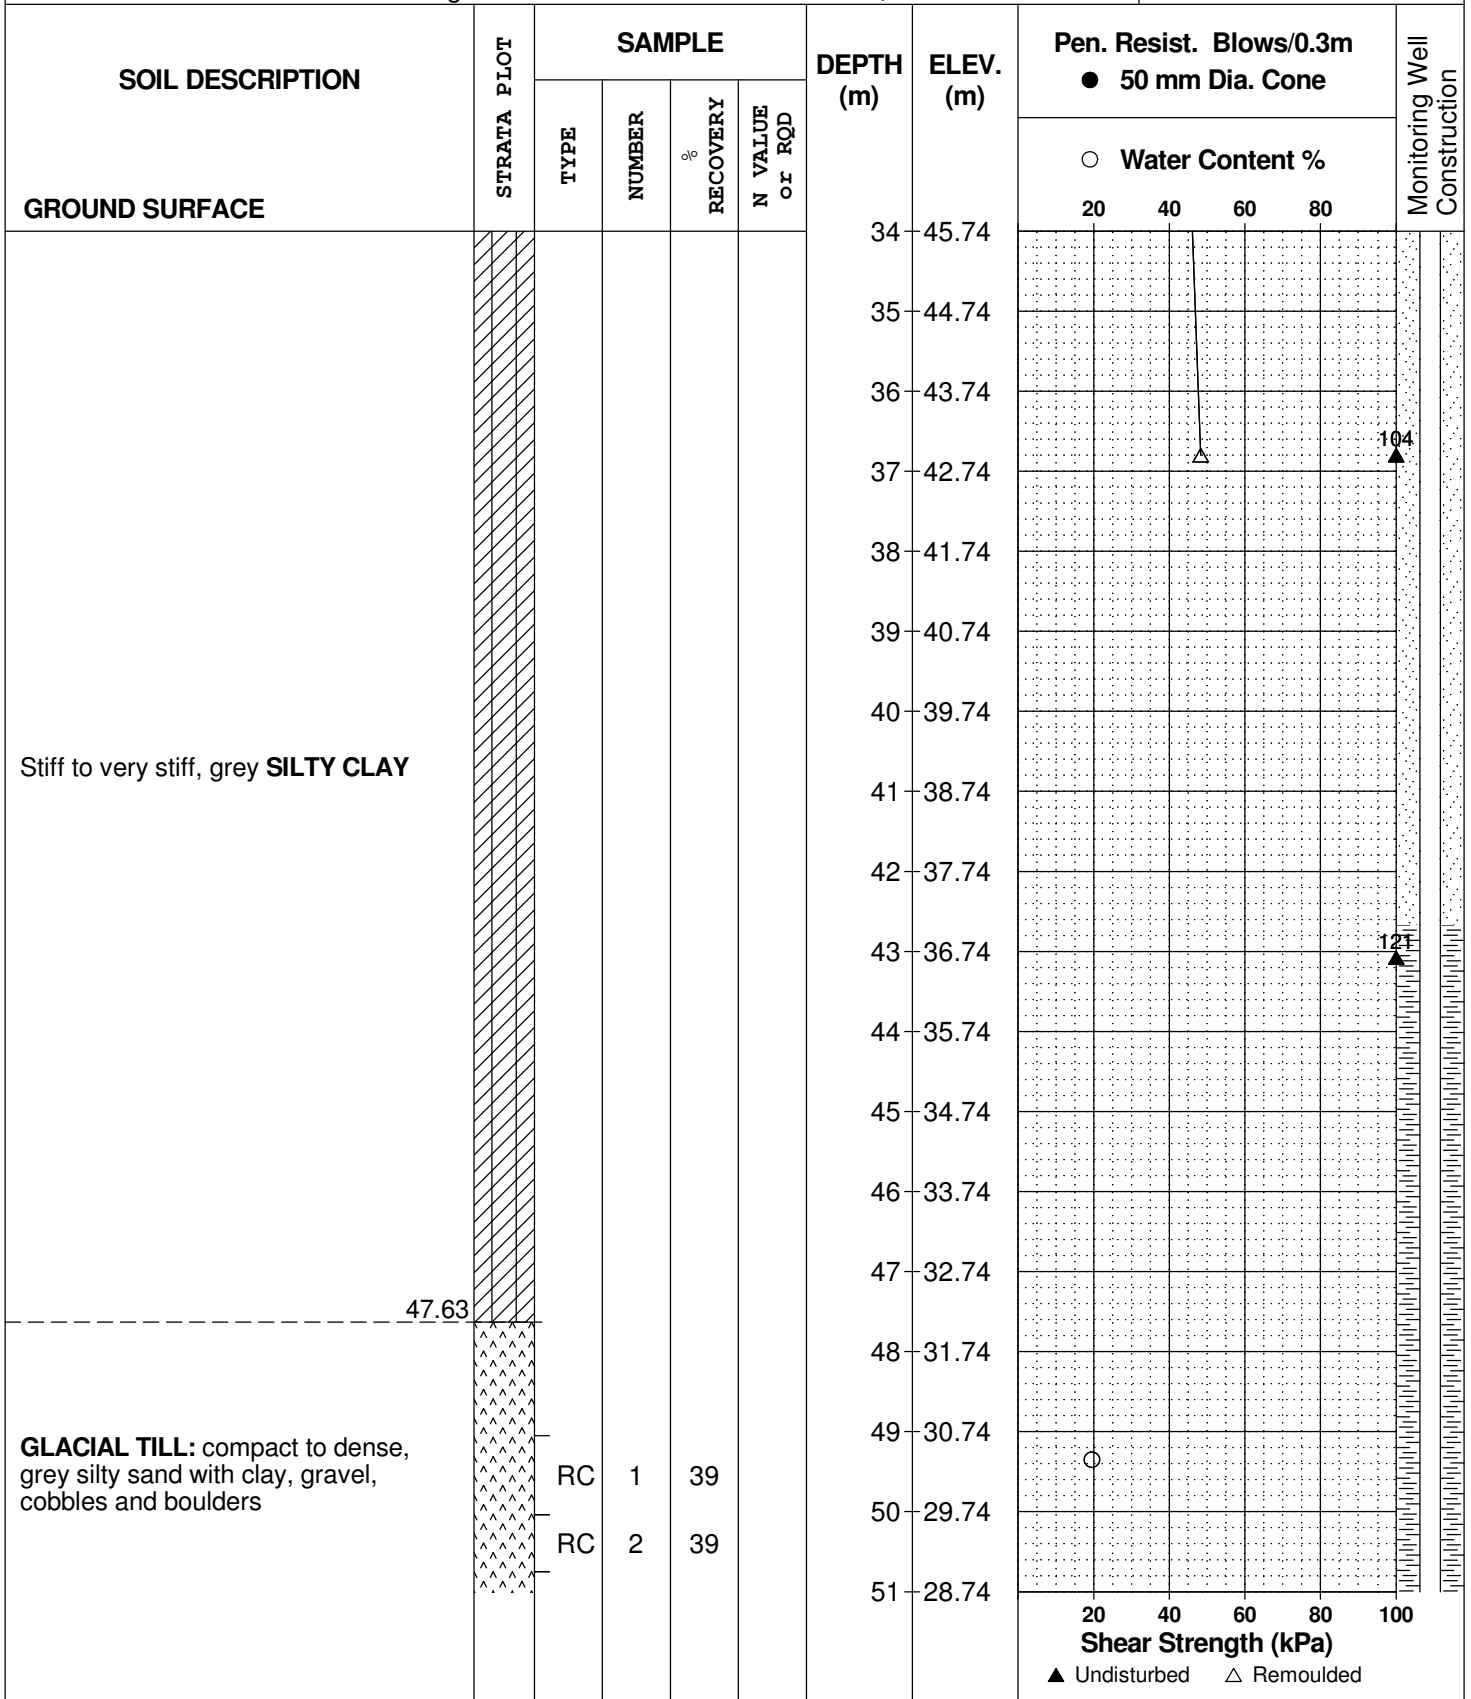 SOIL DESCRIPTION
GROUND SURFACE
STRATA PLOT
SAMPLE
TYPE
NUMBER
%
RECOVERY
N VALUE
or RQD
DEPTH
(m)
ELEV.
(m)
Pen. Resist. Blows/0.3m
● 50 mm Dia. Cone
○ Water Content %
20 40 60 80
Monitoring Well
Construction
34 45.74
35 44.74
36 43.74
104
37 42.74
38 41.74
39 40.74
40 39.74
Stiff to very stiff, grey SILTY CLAY
41 38.74
42 37.74
121
43 36.74
44 35.74
45 34.74
46 33.74
47 32.74
47.63
48 31.74
49 30.74
GLACIAL TILL: compact to dense,
grey silty sand with clay, gravel,
cobbles and boulders
RC 1 39
50 29.74
RC 2 39
51 28.74
20 40 60 80 100
Shear Strength (kPa)
▲ Undisturbed △ Remoulded